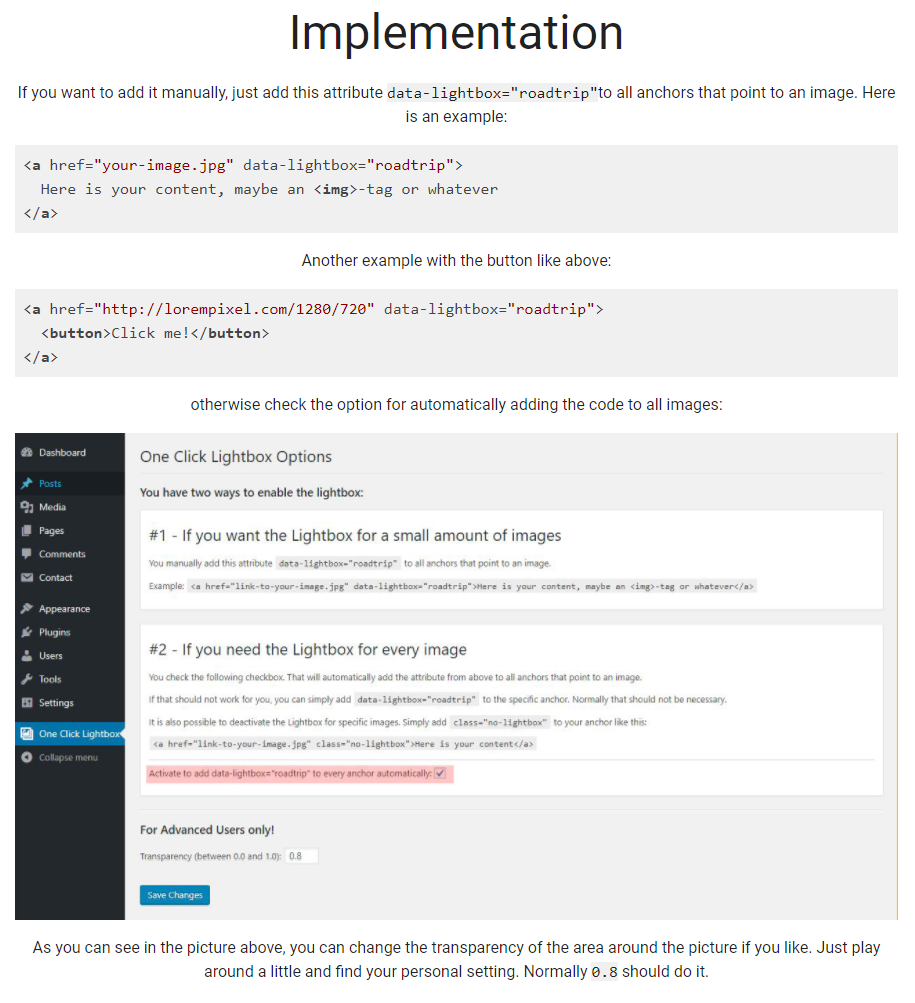 Implementation
If you want to add it manually, just add this attribute data-lightbox="roadtrip"to all anchors that point to an image. Here
is an example:
<a href="your-image.jpg" data-lightbox="roadtrip">
  Here is your content, maybe an <img>-tag or whatever
</a>
Another example with the button like above:
<a href="http://lorempixel.com/1280/720" data-lightbox="roadtrip">
  <button>Click me!</button>
</a>
otherwise check the option for automatically adding the code to all images:
Dashboard
Posts
Media
Pages
Comments
Contact
Appearance
Plugins
Users
Tools
Settings
One Click Lightbox
Collapse menu
One Click Lightbox Options
You have two ways to enable the lightbox:
#1 - If you want the Lightbox for a small amount of images
You manually add this attribute data-lightbox="roadtrip" to all anchors that point to an image.
Example: <a href="link-to-your-image.jpg" data-lightbox="roadtrip">Here is your content, maybe an <img>-tag or whatever</a>
#2 - If you need the Lightbox for every image
You check the following checkbox. That will automatically add the attribute from above to all anchors that point to an image.
If that should not work for you, you can simply add data-lightbox="roadtrip" to the specific anchor. Normally that should not be necessary.
It is also possible to deactivate the Lightbox for specific images. Simply add class="no-lightbox" to your anchor like this:
<a href="link-to-your-image.jpg" class="no-lightbox">Here is your content</a>
Activate to add data-lightbox="roadtrip" to every anchor automatically:
For Advanced Users only!
Transparency (between 0.0 and 1.0): 0.8
Save Changes
As you can see in the picture above, you can change the transparency of the area around the picture if you like. Just play
around a little and find your personal setting. Normally 0.8 should do it.